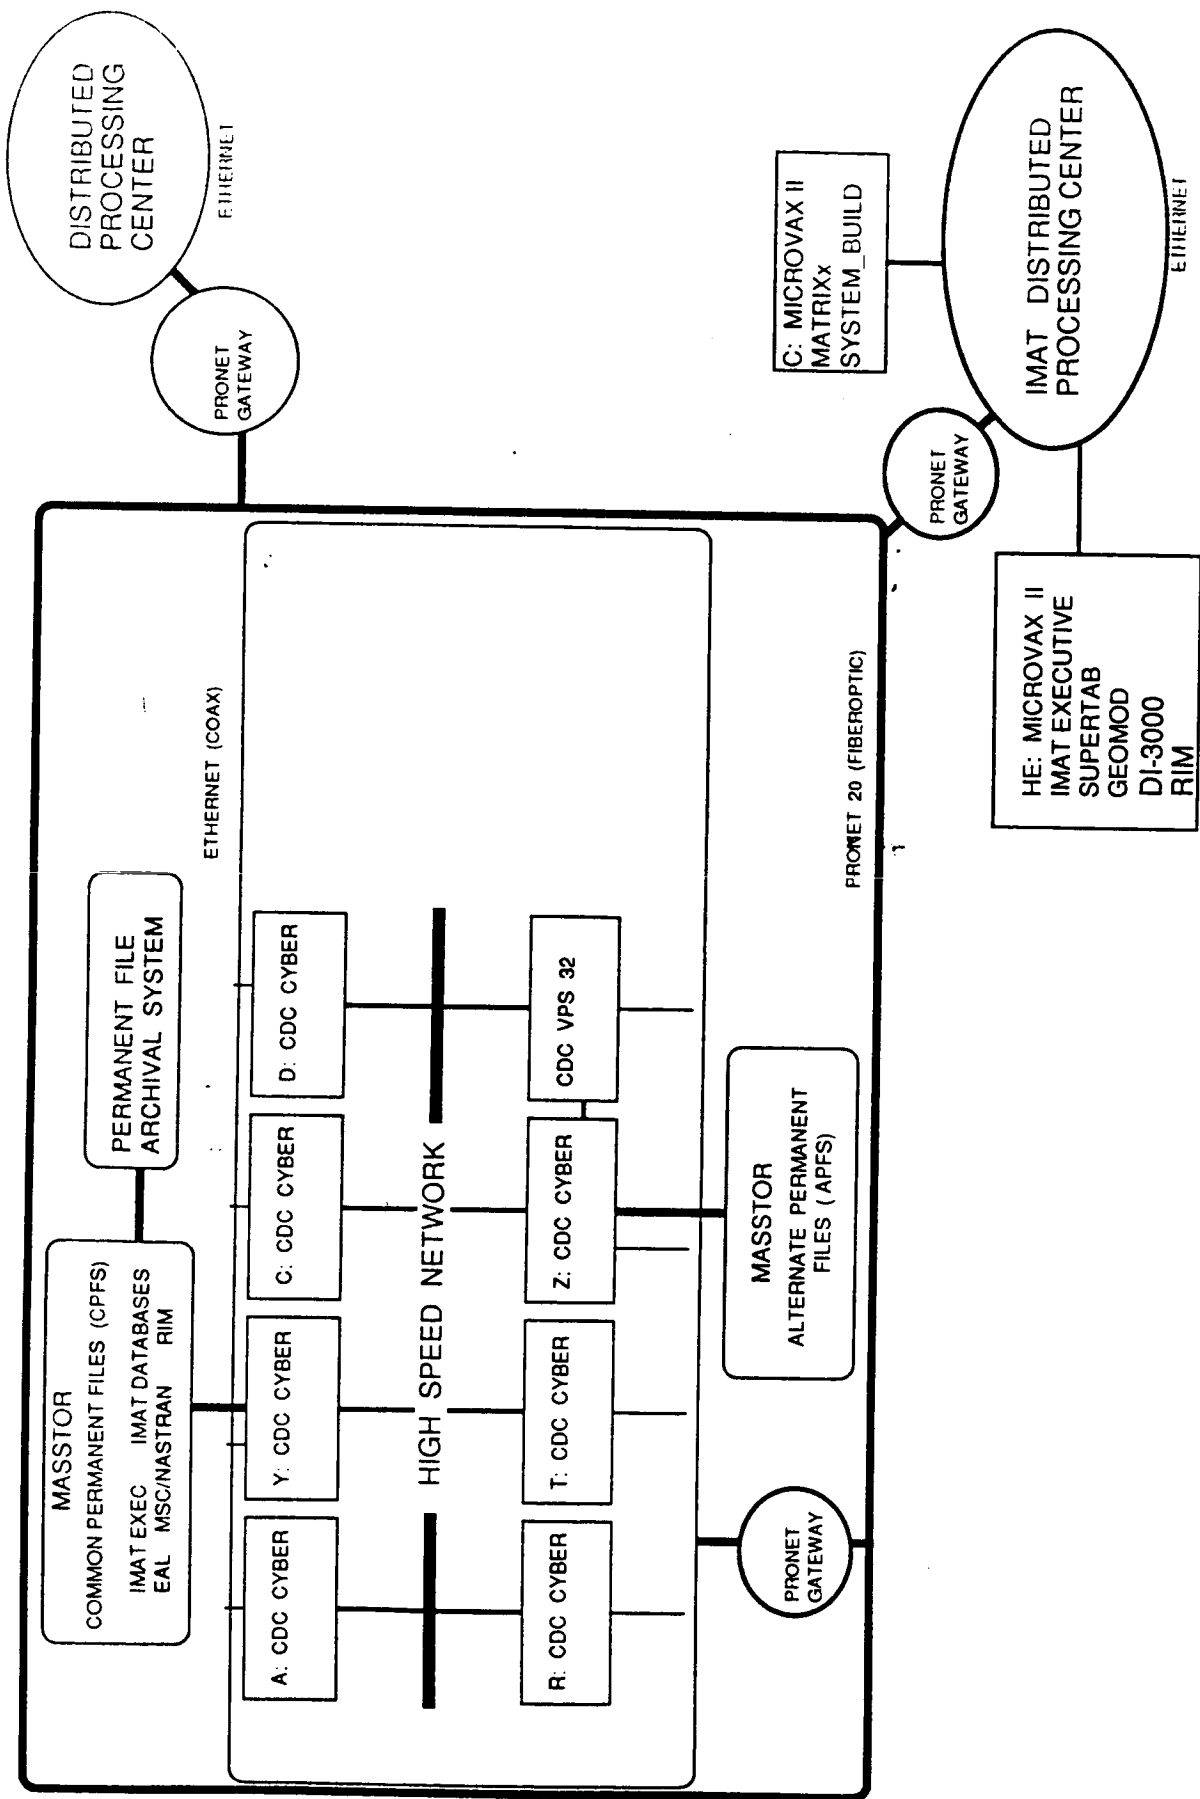 MASSTOR
COMMON PERMANENT FILES (CPFS)
IMAT EXEC IMAT DATABASES
EAL MSC/NASTRAN RIM
PERMANENT FILE
ARCHIVAL SYSTEM
ETHERNET (COAX)
A: CDC CYBER
Y: CDC CYBER
C: CDC CYBER
D: CDC CYBER
HIGH SPEED NETWORK
R: CDC CYBER
T: CDC CYBER
Z: CDC CYBER
CDC VPS 32
MASSTOR
ALTERNATE PERMANENT
FILES ( APFS)
PRONET
GATEWAY
PRONET 20 (FIBEROPTIC)
PRONET
GATEWAY
DISTRIBUTED
PROCESSING
CENTER
ETHERNET
PRONET
GATEWAY
C: MICROVAX II
MATRIXx
SYSTEM_BUILD
IMAT DISTRIBUTED
PROCESSING CENTER
ETHERNET
HE: MICROVAX II
IMAT EXECUTIVE
SUPERTAB
GEOMOD
DI-3000
RIM